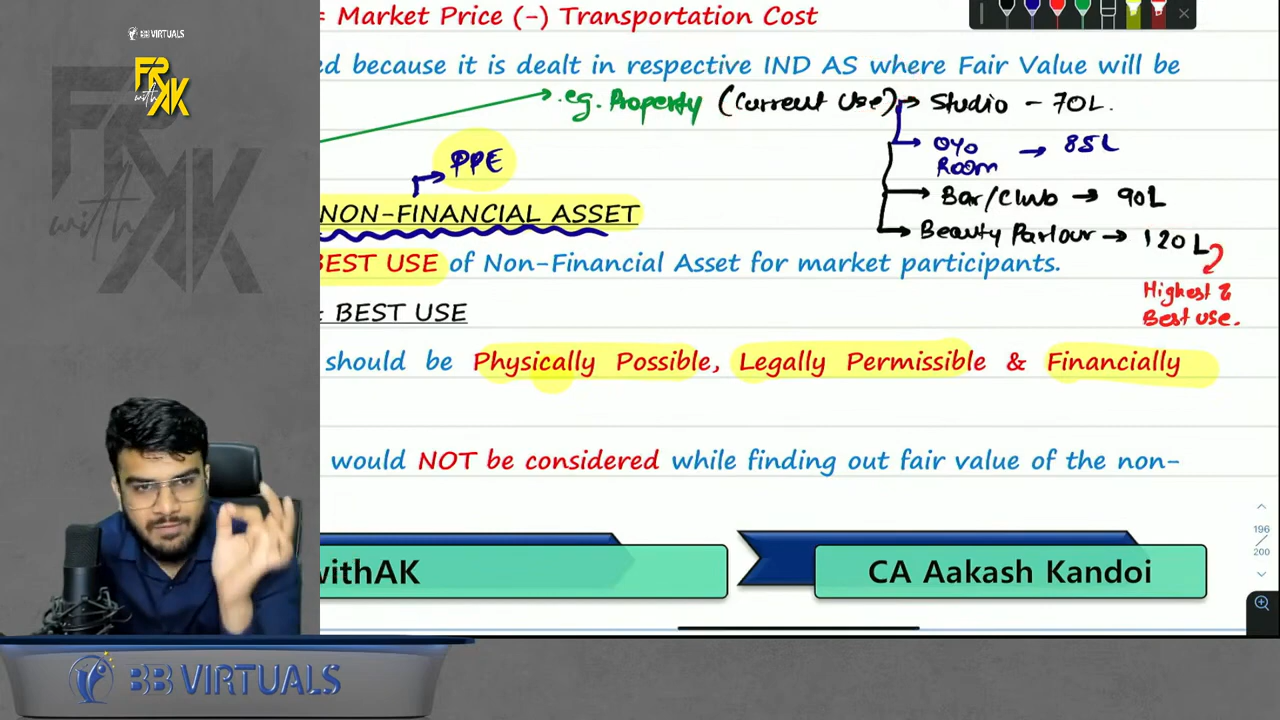 BB VIRTUALS
FR
with
AK
= Market Price (-) Transportation Cost
ed because it is dealt in respective IND AS where Fair Value will be
eg. Property (Current Use) → Studio - 70L.
OYO Room → 85L
PPE
Bar/Club → 90L
NON-FINANCIAL ASSET
Beauty Parlour → 120L
BEST USE of Non-Financial Asset for market participants.
Highest & Best use.
& BEST USE
should be Physically Possible, Legally Permissible & Financially
would NOT be considered while finding out fair value of the non-
withAK
CA Aakash Kandoi
196
200
BB VIRTUALS